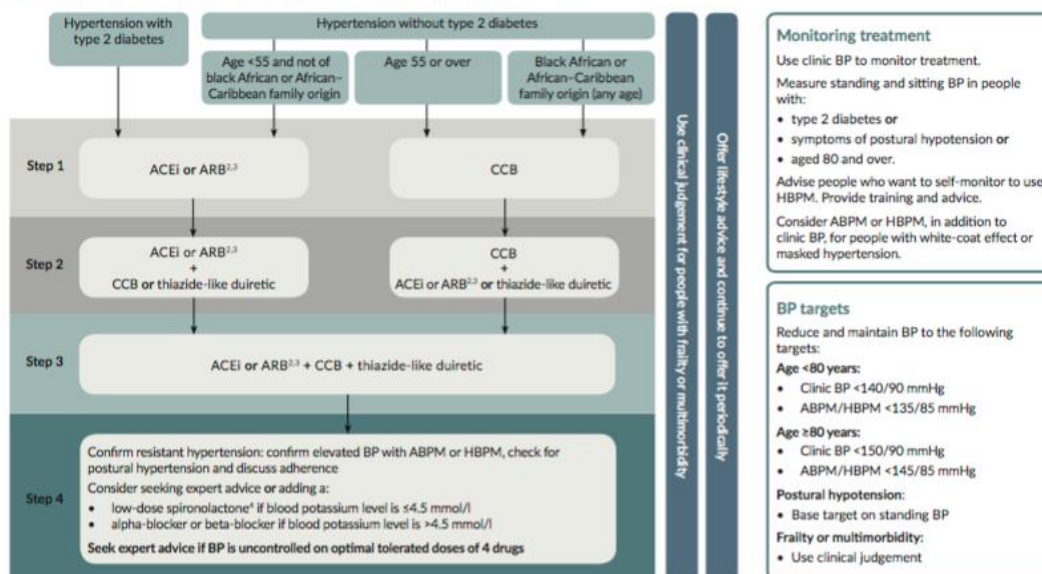 Hypertension with
type 2 diabetes
Hypertension without type 2 diabetes
Age <55 and not of
black African or African–
Caribbean family origin
Age 55 or over
Black African or
African–Caribbean
family origin (any age)
Step 1
ACEi or ARB2,3
CCB
Step 2
ACEi or ARB2,3
+
CCB or thiazide-like diuretic
CCB
+
ACEi or ARB2,3 or thiazide-like diuretic
Step 3
ACEi or ARB2,3 + CCB + thiazide-like diuretic
Step 4
Confirm resistant hypertension: confirm elevated BP with ABPM or HBPM, check for
postural hypertension and discuss adherence
Consider seeking expert advice or adding a:
• low-dose spironolactone4 if blood potassium level is ≤4.5 mmol/l
• alpha-blocker or beta-blocker if blood potassium level is >4.5 mmol/l
Seek expert advice if BP is uncontrolled on optimal tolerated doses of 4 drugs
Use clinical judgement for people with frailty or multimorbidity
Offer lifestyle advice and continue to offer it periodically
Monitoring treatment
Use clinic BP to monitor treatment.
Measure standing and sitting BP in people
with:
• type 2 diabetes or
• symptoms of postural hypotension or
• aged 80 and over.
Advise people who want to self-monitor to use
HBPM. Provide training and advice.
Consider ABPM or HBPM, in addition to
clinic BP, for people with white-coat effect or
masked hypertension.
BP targets
Reduce and maintain BP to the following
targets:
Age <80 years:
• Clinic BP <140/90 mmHg
• ABPM/HBPM <135/85 mmHg
Age ≥80 years:
• Clinic BP <150/90 mmHg
• ABPM/HBPM <145/85 mmHg
Postural hypotension:
• Base target on standing BP
Frailty or multimorbidity:
• Use clinical judgement